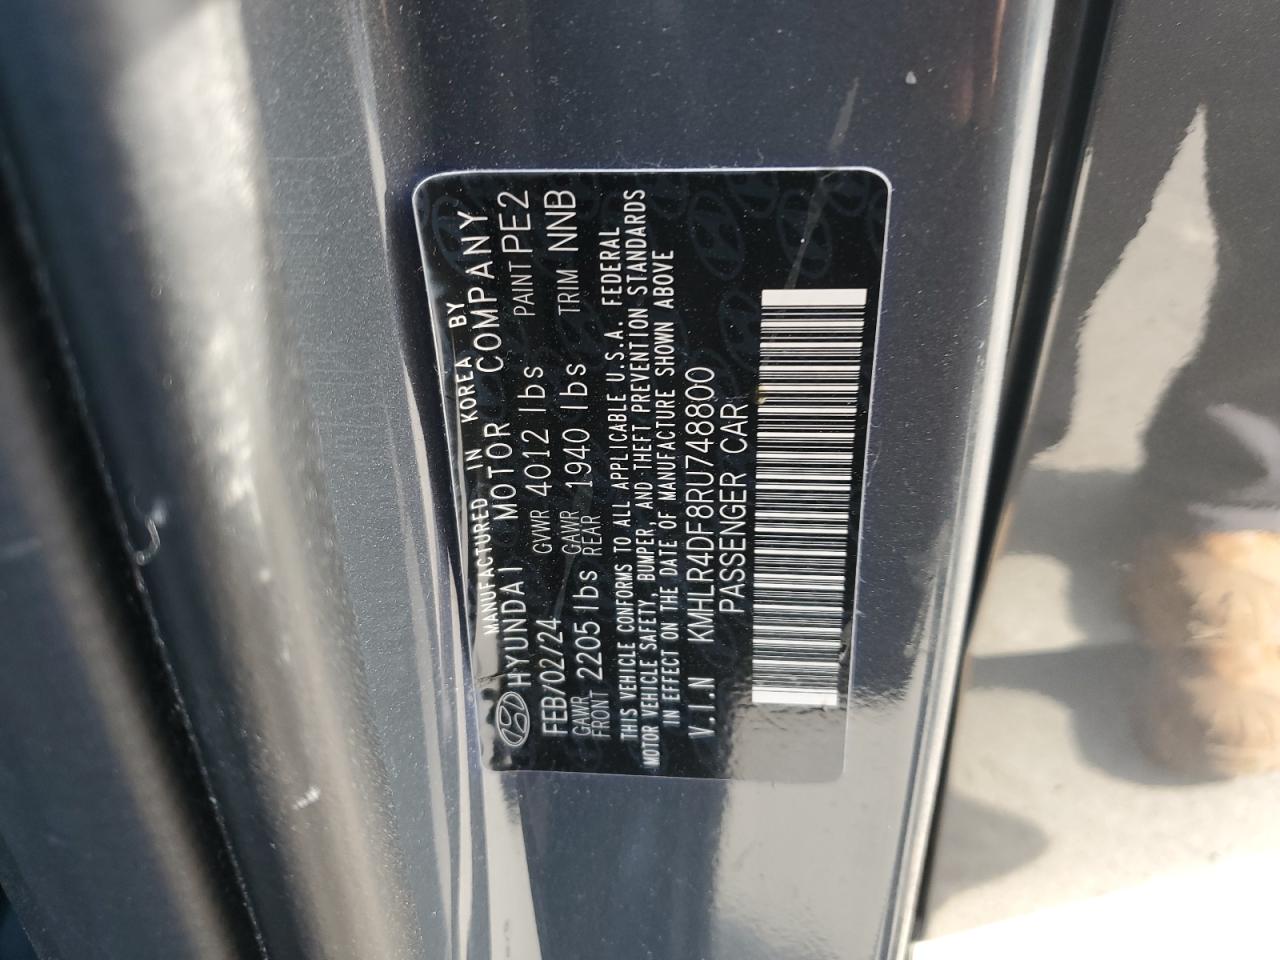 MANUFACTURED IN KOREA BY
HYUNDAI MOTOR COMPANY
FEB/02/24 GVWR 4012 lbs PAINT PE2
GAWR FRONT 2205 lbs GAWR REAR 1940 lbs TRIM NNB
THIS VEHICLE CONFORMS TO ALL APPLICABLE U.S.A. FEDERAL
MOTOR VEHICLE SAFETY, BUMPER, AND THEFT PREVENTION STANDARDS
IN EFFECT ON THE DATE OF MANUFACTURE SHOWN ABOVE
V.I.N KMHLR4DF8RU748800
PASSENGER CAR